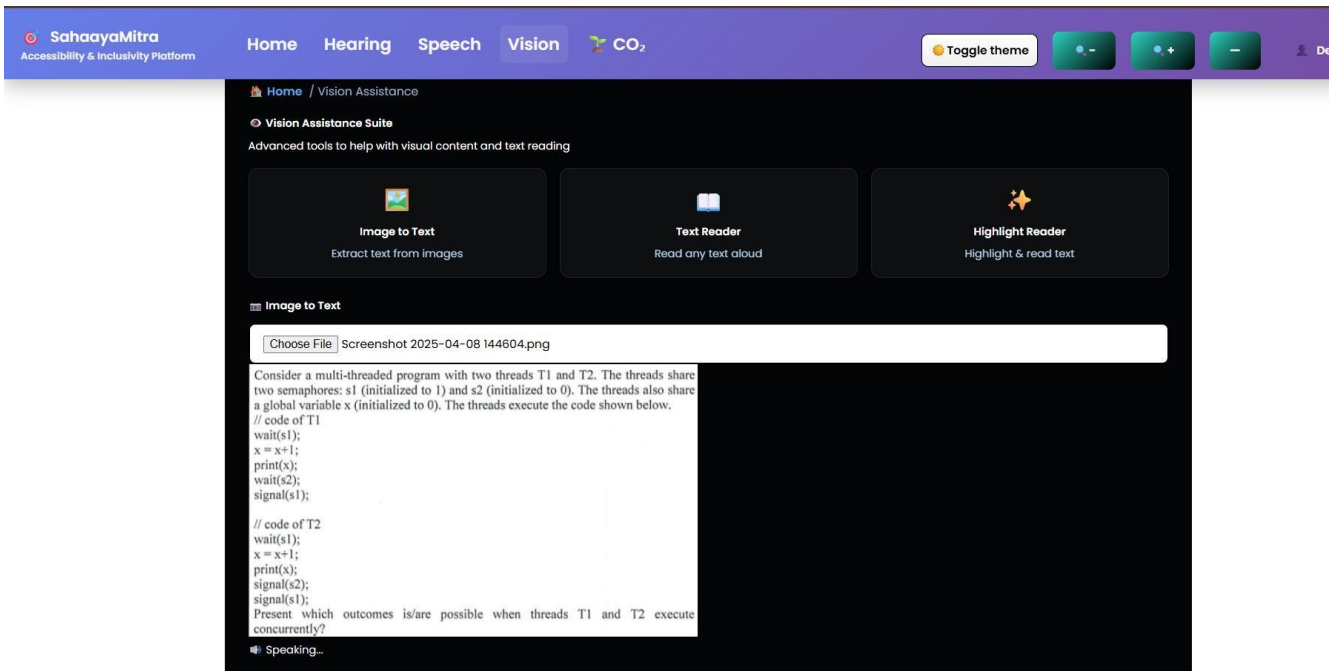 SahaayaMitra
Accessibility & Inclusivity Platform
Home Hearing Speech Vision CO₂
Toggle theme
-
+
–
De
Home / Vision Assistance
Vision Assistance Suite
Advanced tools to help with visual content and text reading
Image to Text
Extract text from images
Text Reader
Read any text aloud
Highlight Reader
Highlight & read text
Image to Text
Choose File Screenshot 2025-04-08 144604.png
Consider a multi-threaded program with two threads T1 and T2. The threads share
two semaphores: s1 (initialized to 1) and s2 (initialized to 0). The threads also share
a global variable x (initialized to 0). The threads execute the code shown below.
// code of T1
wait(s1);
x = x+1;
print(x);
wait(s2);
signal(s1);
// code of T2
wait(s1);
x = x+1;
print(x);
signal(s2);
signal(s1);
Present which outcomes is/are possible when threads T1 and T2 execute
concurrently?
Speaking...